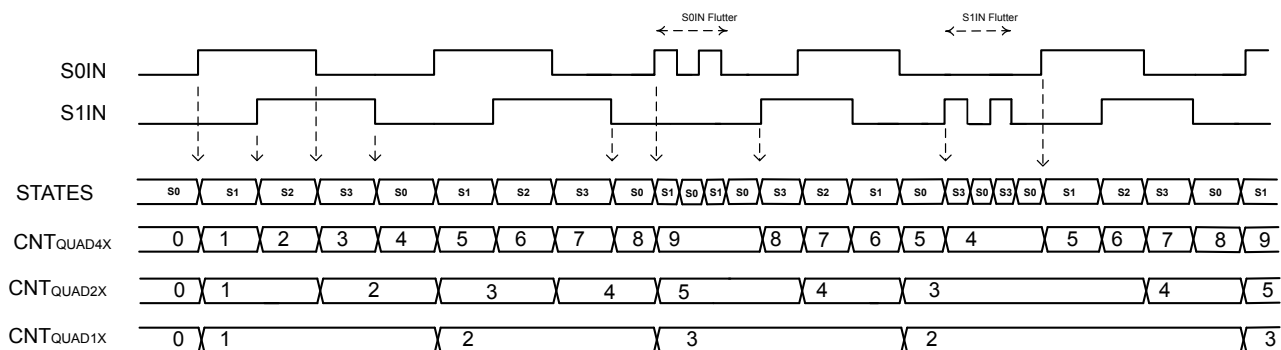 S0IN Flutter S1IN Flutter
S0IN
S1IN
STATES S0 S1 S2 S3 S0 S1 S2 S3 S0 S1 S0 S1 S0 S3 S2 S1 S0 S3 S0 S3 S0 S1 S2 S3 S0 S1
CNTQUAD4X 0 1 2 3 4 5 6 7 8 9 8 7 6 5 4 5 6 7 8 9
CNTQUAD2X 0 1 2 3 4 5 4 3 4 5
CNTQUAD1X 0 1 2 3 2 3